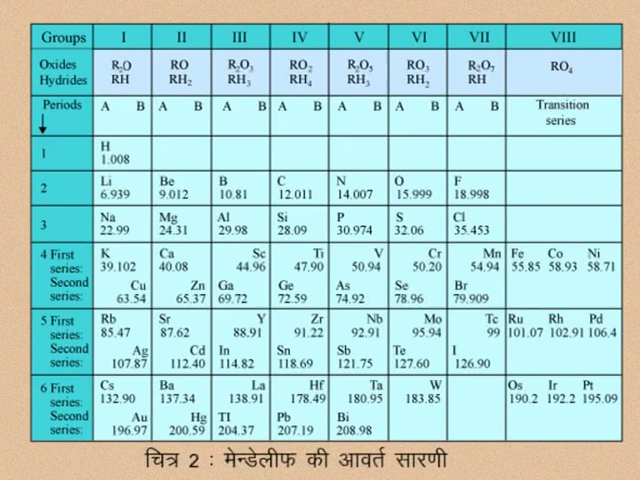 Groups I II III IV V VI VII VIII
Oxides R₂O RO R₂O₃ RO₂ R₂O₅ RO₃ R₂O₇ RO₄
Hydrides RH RH₂ RH₃ RH₄ RH₃ RH₂ RH
Periods A B A B A B A B A B A B A B Transition
↓ series
1 H
1.008
2 Li Be B C N O F
6.939 9.012 10.81 12.011 14.007 15.999 18.998
3 Na Mg Al Si P S Cl
22.99 24.31 29.98 28.09 30.974 32.06 35.453
4 First K Ca Sc Ti V Cr Mn Fe Co Ni
series: 39.102 40.08 44.96 47.90 50.94 50.20 54.94 55.85 58.93 58.71
Second Cu Zn Ga Ge As Se Br
series: 63.54 65.37 69.72 72.59 74.92 78.96 79.909
5 First Rb Sr Y Zr Nb Mo Tc Ru Rh Pd
series: 85.47 87.62 88.91 91.22 92.91 95.94 99 101.07 102.91 106.4
Second Ag Cd In Sn Sb Te I
series: 107.87 112.40 114.82 118.69 121.75 127.60 126.90
6 First Cs Ba La Hf Ta W Os Ir Pt
series: 132.90 137.34 138.91 178.49 180.95 183.85 190.2 192.2 195.09
Second Au Hg TI Pb Bi
series: 196.97 200.59 204.37 207.19 208.98
चित्र 2 : मेन्डेलीफ की आवर्त सारणी